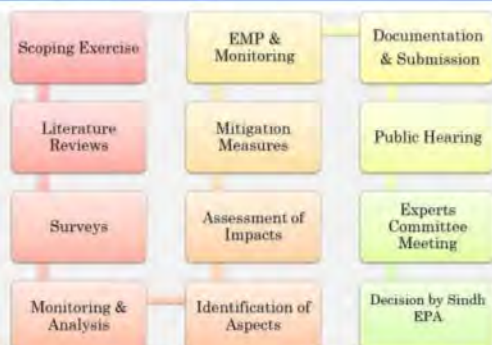 Scoping Exercise
Literature
Reviews
Surveys
Monitoring &
Analysis
Identification of
Aspects
Assessment of
Impacts
Mitigation
Measures
EMP &
Monitoring
Documentation
& Submission
Public Hearing
Experts
Committee
Meeting
Decision by Sindh
EPA